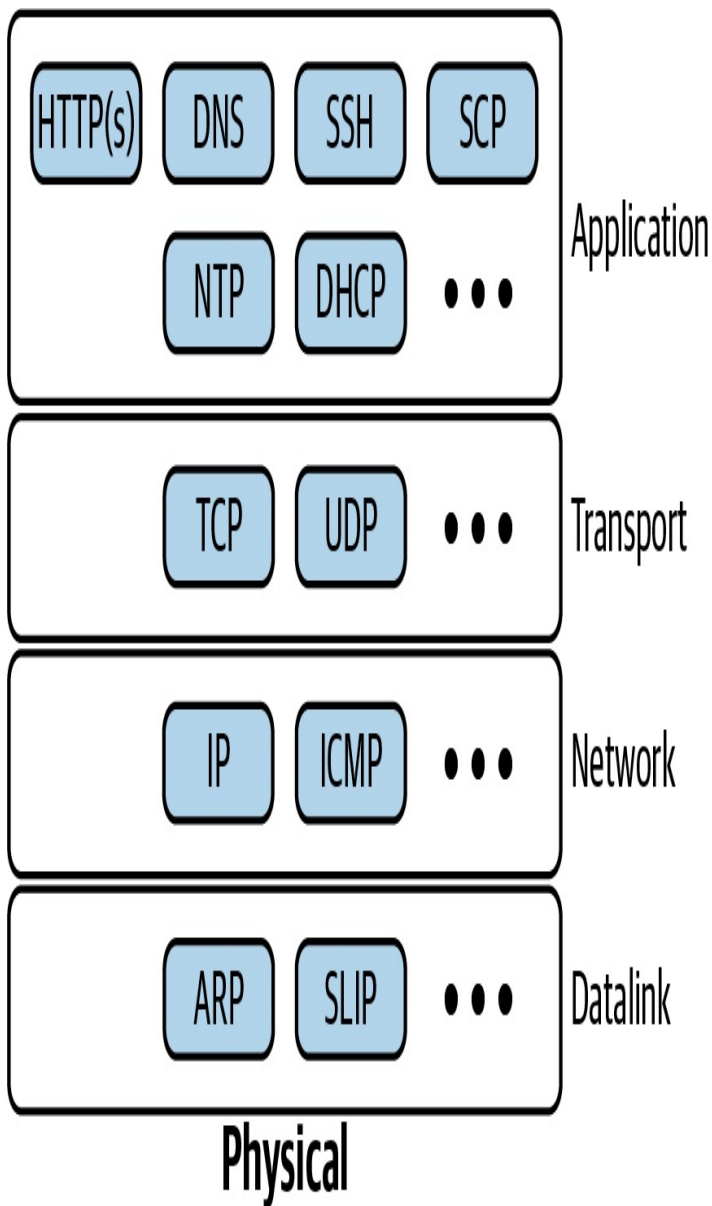 HTTP(s) DNS SSH SCP
Application
NTP DHCP •••
TCP UDP •••
Transport
IP ICMP •••
Network
ARP SLIP •••
Datalink
Physical